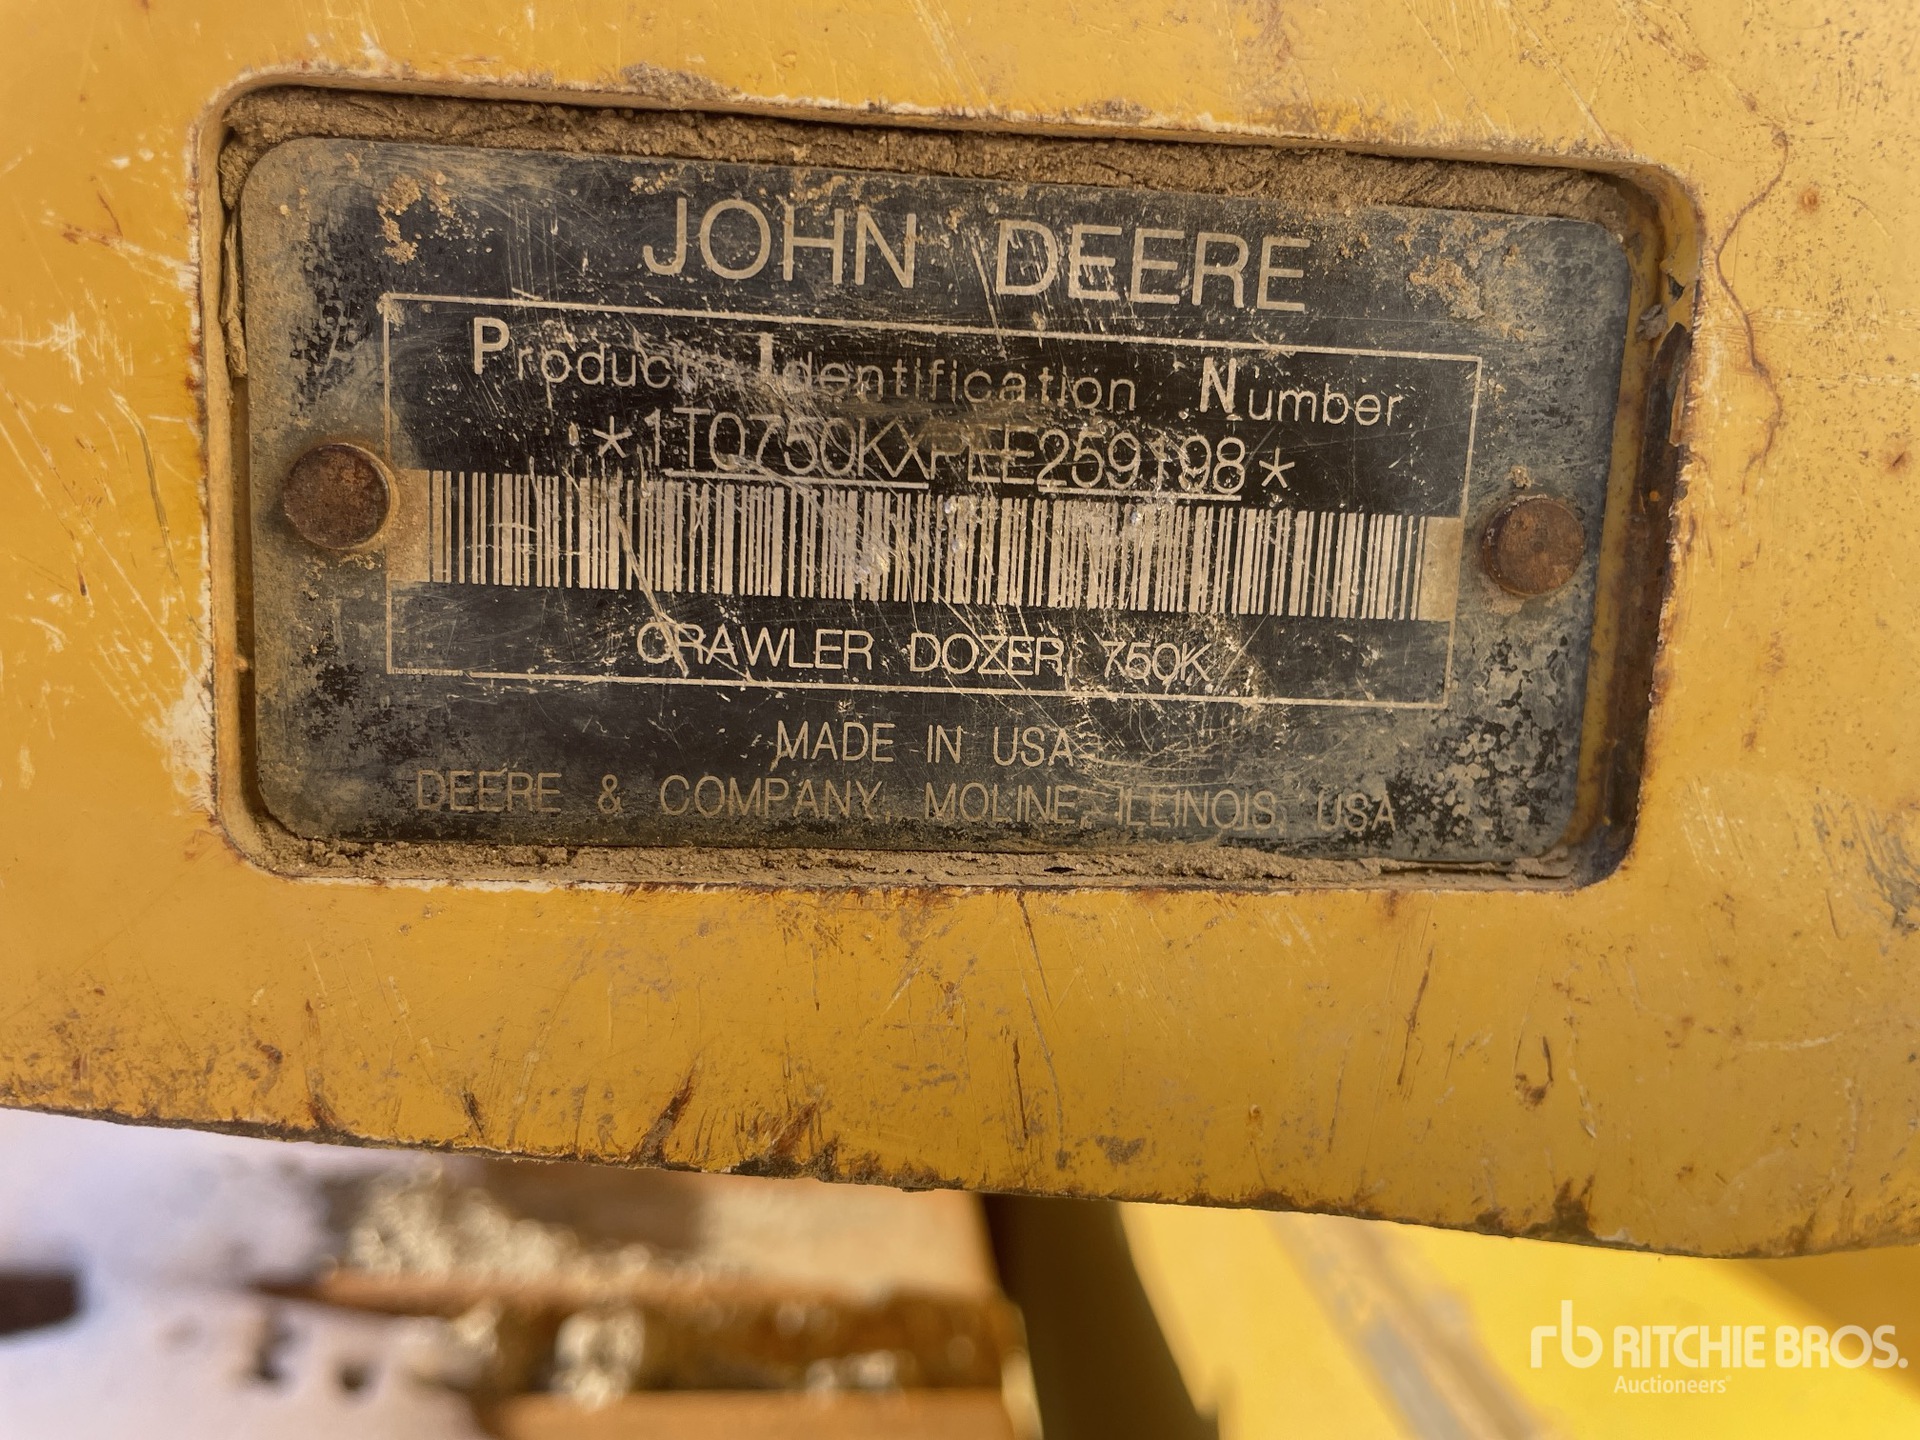 JOHN DEERE
Product Identification Number
*1T0750KXPEE259198*
CRAWLER DOZER 750K
MADE IN USA
DEERE & COMPANY, MOLINE, ILLINOIS, USA
rb RITCHIE BROS.
Auctioneers